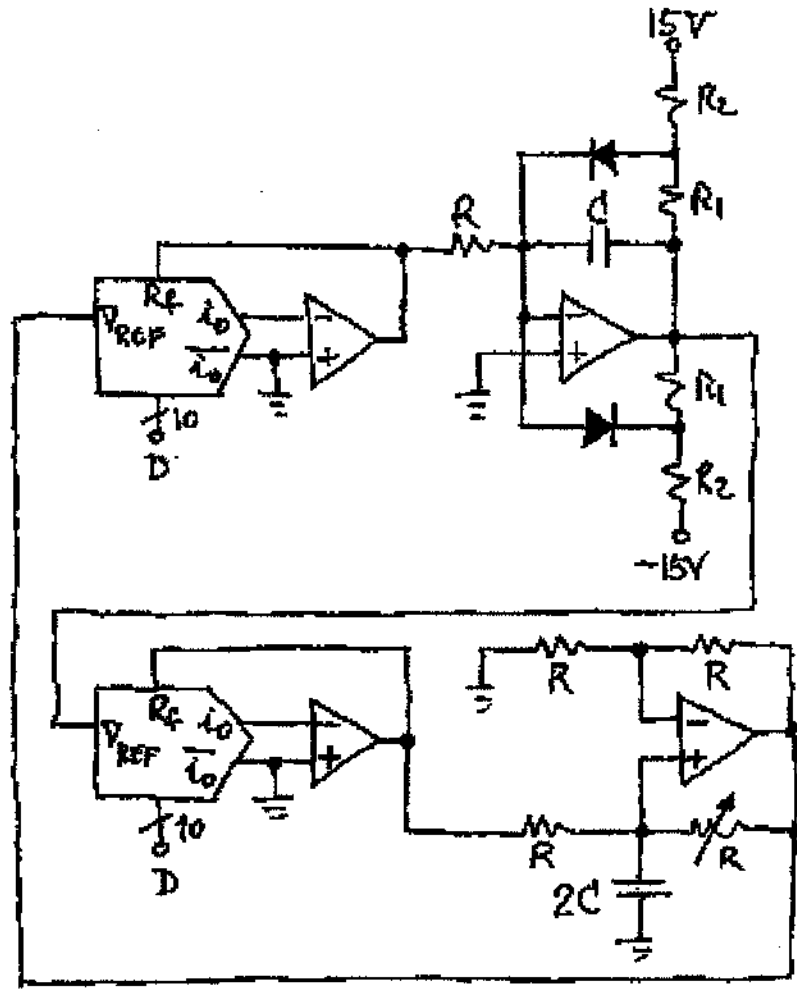 15V
R2
R1
R
C
Rf
VREF
io
io
-
+
-
+
10
D
R1
R2
-15V
Rf
VREF
io
io
-
+
10
D
R
R
-
+
R
R
2C